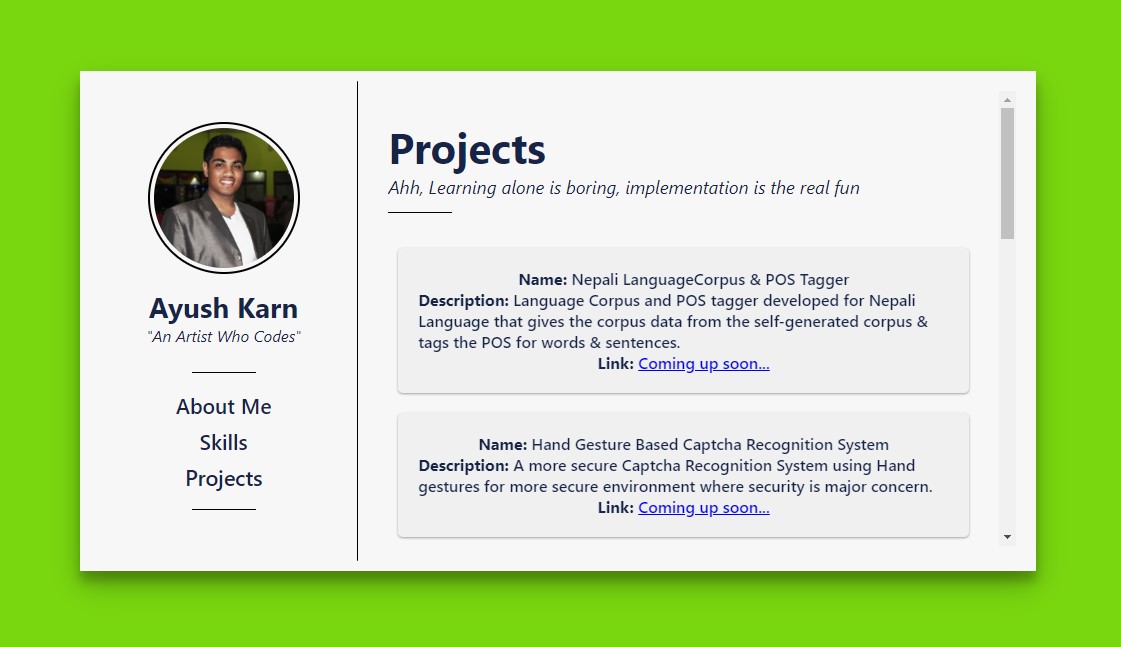 Ayush Karn
"An Artist Who Codes"
About Me
Skills
Projects
Projects
Ahh, Learning alone is boring, implementation is the real fun
Name: Nepali LanguageCorpus & POS Tagger
Description: Language Corpus and POS tagger developed for Nepali
Language that gives the corpus data from the self-generated corpus &
tags the POS for words & sentences.
Link: Coming up soon...
Name: Hand Gesture Based Captcha Recognition System
Description: A more secure Captcha Recognition System using Hand
gestures for more secure environment where security is major concern.
Link: Coming up soon...